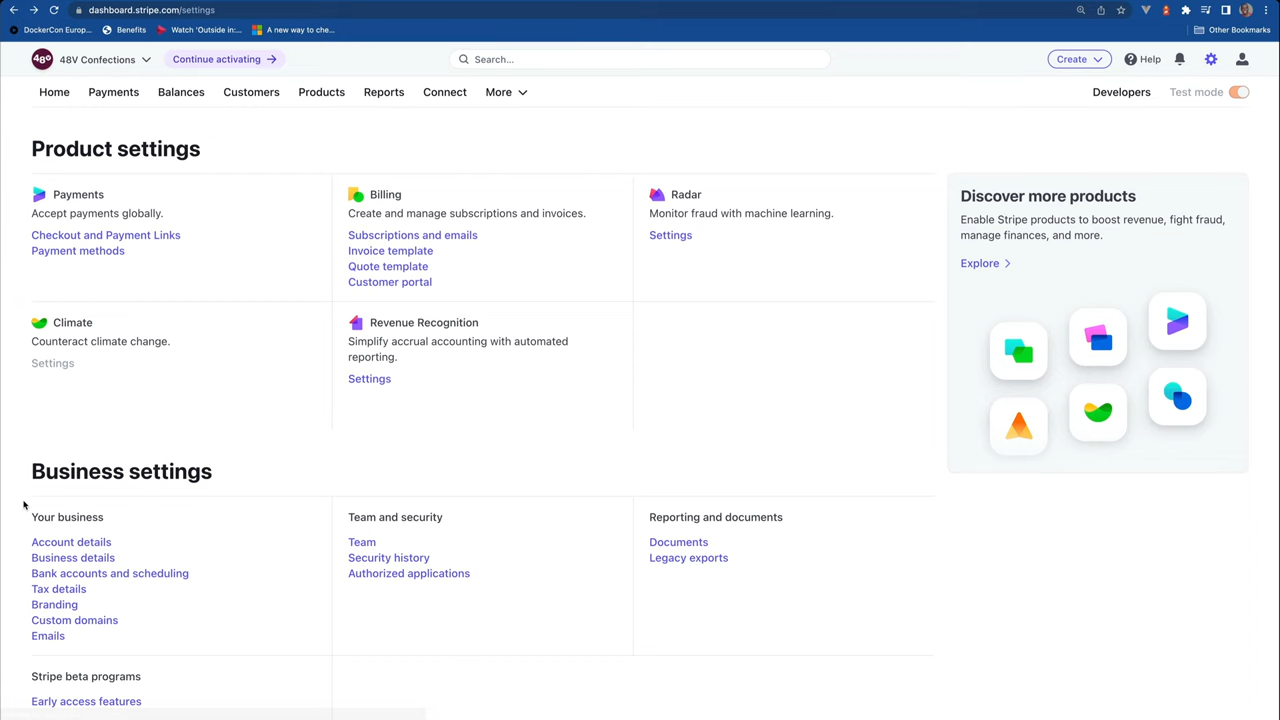 dashboard.stripe.com/settings
DockerCon Europ...
Benefits
Watch 'Outside in:...
A new way to che...
Other Bookmarks
48º
48V Confections
Continue activating
Search...
Create
Help
Home
Payments
Balances
Customers
Products
Reports
Connect
More
Developers
Test mode
Product settings
Payments
Accept payments globally.
Checkout and Payment Links
Payment methods
Billing
Create and manage subscriptions and invoices.
Subscriptions and emails
Invoice template
Quote template
Customer portal
Radar
Monitor fraud with machine learning.
Settings
Climate
Counteract climate change.
Settings
Revenue Recognition
Simplify accrual accounting with automated
reporting.
Settings
Discover more products
Enable Stripe products to boost revenue, fight fraud,
manage finances, and more.
Explore
Business settings
Your business
Account details
Business details
Bank accounts and scheduling
Tax details
Branding
Custom domains
Emails
Team and security
Team
Security history
Authorized applications
Reporting and documents
Documents
Legacy exports
Stripe beta programs
Early access features